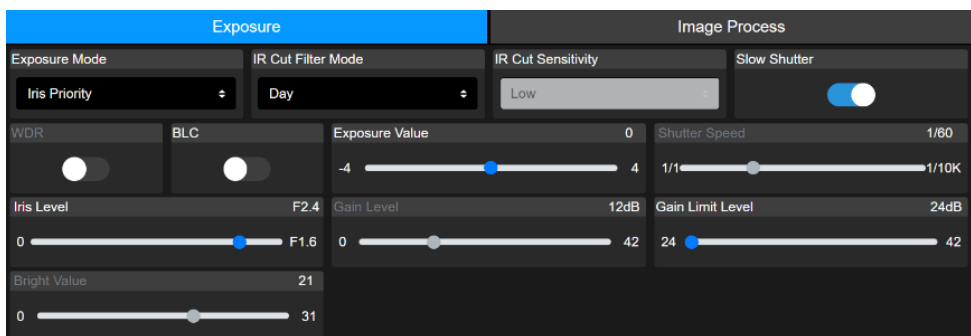 Exposure Image Process
Exposure Mode IR Cut Filter Mode IR Cut Sensitivity Slow Shutter
Iris Priority Day Low
WDR BLC Exposure Value 0 Shutter Speed 1/60
-4 4 1/1 1/10K
Iris Level F2.4 Gain Level 12dB Gain Limit Level 24dB
0 F1.6 0 42 24 42
Bright Value 21
0 31